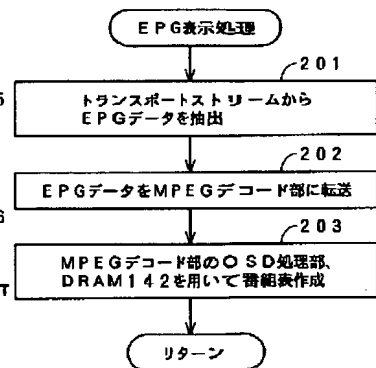 EPG表示処理
201
トランスポートストリームから
EPGデータを抽出
202
EPGデータをMPEGデコード部に転送
203
MPEGデコード部のOSD処理部、
DRAM142を用いて番組表作成
リターン